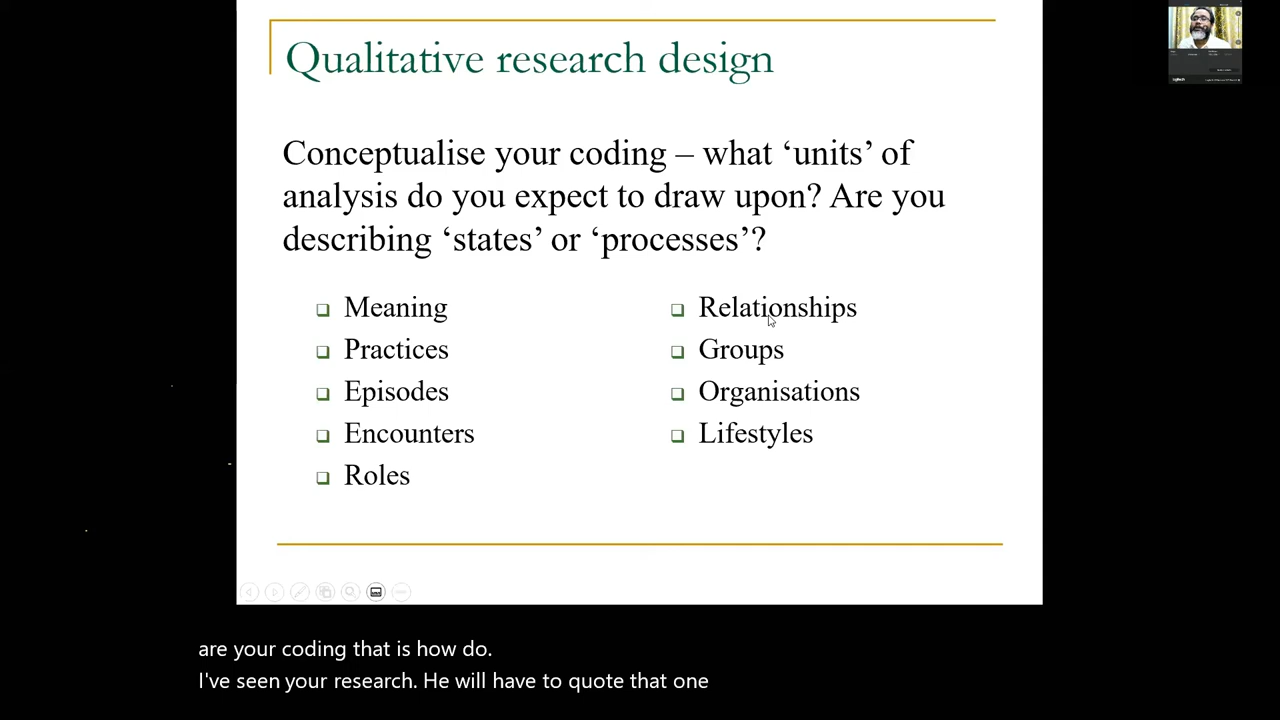 Qualitative research design
Conceptualise your coding – what ‘units’ of
analysis do you expect to draw upon? Are you
describing ‘states’ or ‘processes’?
Meaning
Practices
Episodes
Encounters
Roles
Relationships
Groups
Organisations
Lifestyles
are your coding that is how do.
I've seen your research. He will have to quote that one